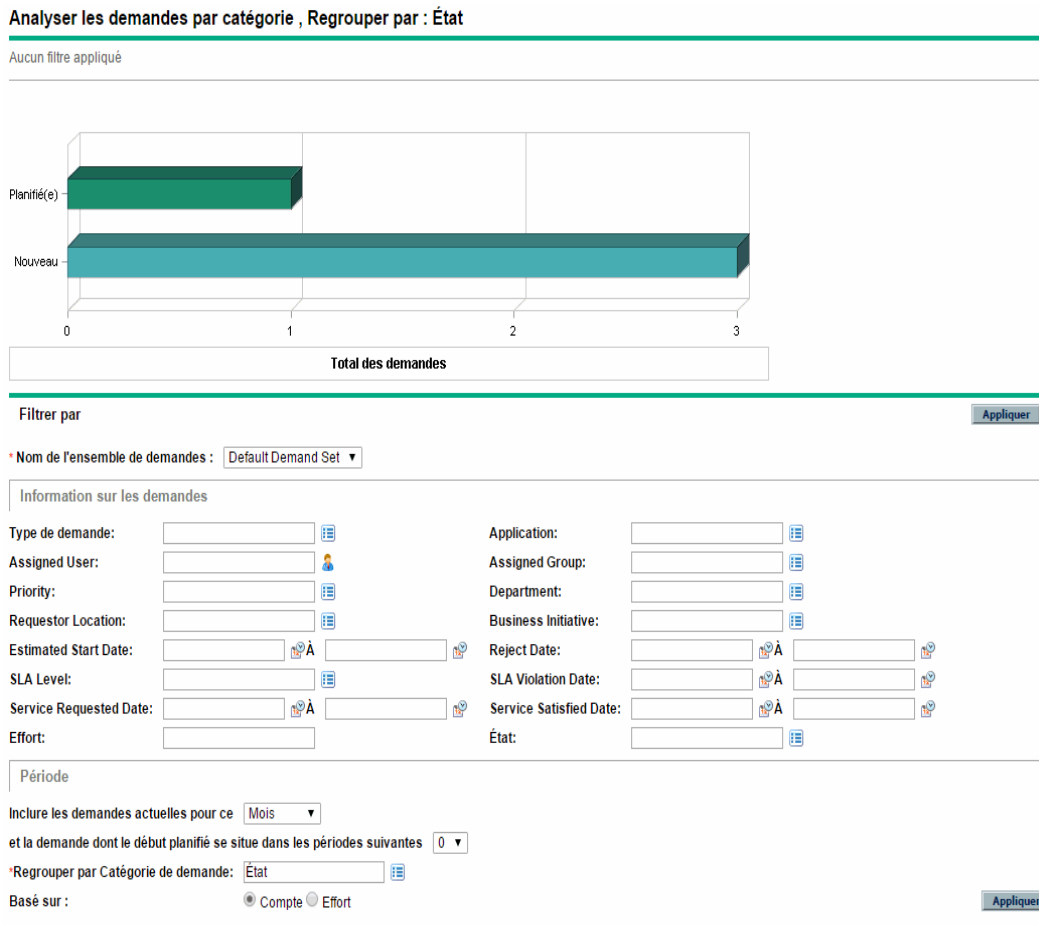 Analyser les demandes par catégorie , Regrouper par : État
Aucun filtre appliqué
Planifié(e)
Nouveau
0 1 2 3
Total des demandes
Filtrer par Appliquer
* Nom de l'ensemble de demandes : Default Demand Set
Information sur les demandes
Type de demande: Application:
Assigned User: Assigned Group:
Priority: Department:
Requestor Location: Business Initiative:
Estimated Start Date: À Reject Date: À
SLA Level: SLA Violation Date: À
Service Requested Date: À Service Satisfied Date: À
Effort: État:
Période
Inclure les demandes actuelles pour ce Mois
et la demande dont le début planifié se situe dans les périodes suivantes 0
*Regrouper par Catégorie de demande: État
Basé sur : Compte Effort Appliquer